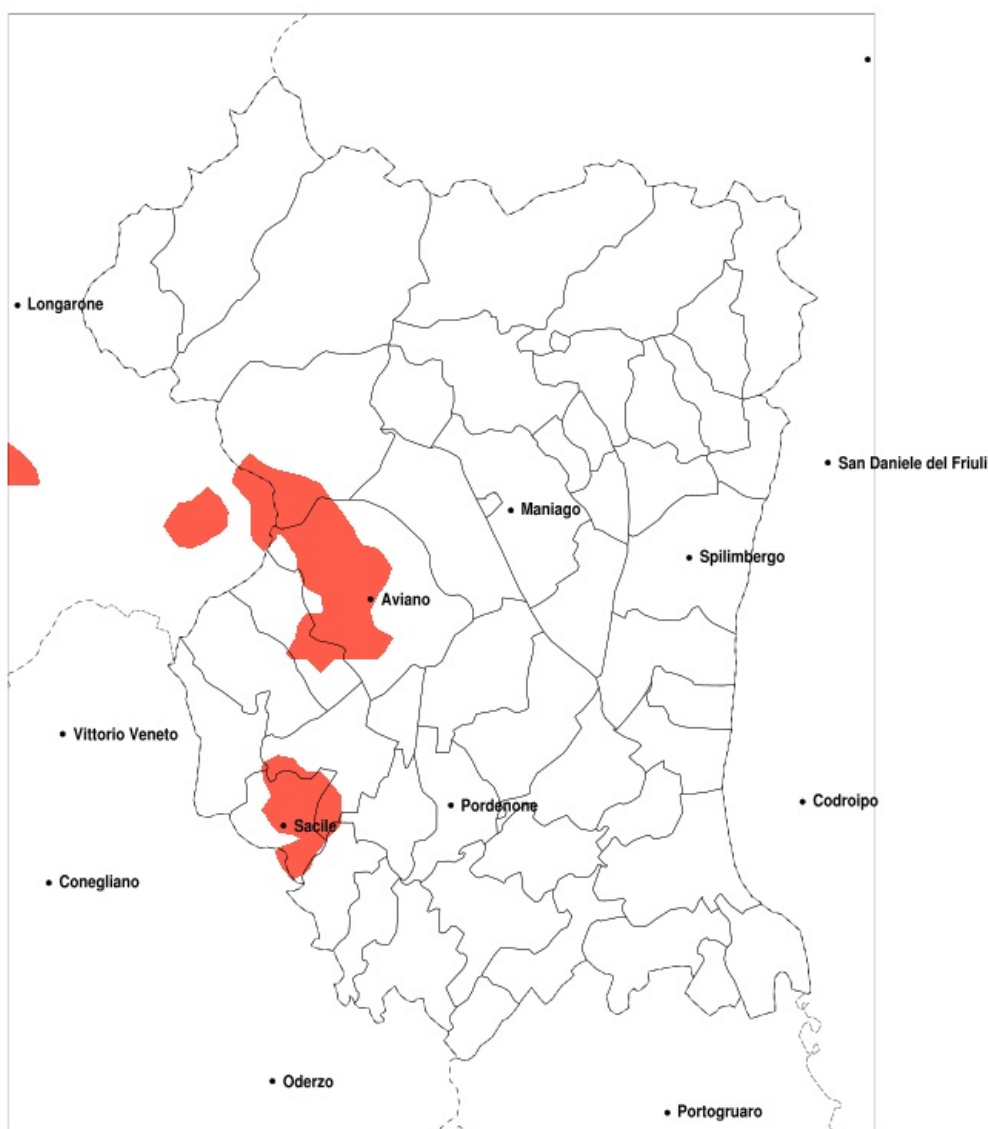 Longarone
San Daniele del Friuli
Maniago
Spilimbergo
Aviano
Vittorio Veneto
Codroipo
Pordenone
Sacile
Conegliano
Oderzo
Portogruaro